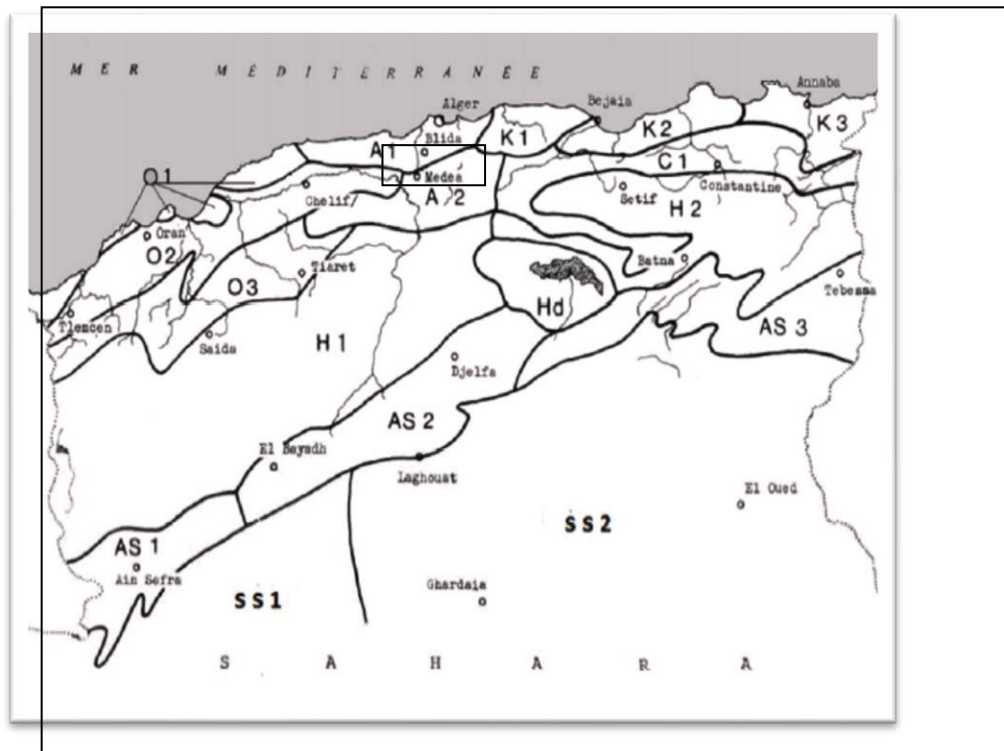 MER MÉDITERRANÉE
Annaba
Alger
Bejaia
K2
K3
Blida
K1
A1
C1
Medea
Constantine
O1
Chelif
A2
Setif
H2
Oran
O2
Batna
Tiaret
O3
Tebessa
Hd
Tlemcen
AS 3
Saida
H1
Djelfa
AS 2
El Bayadh
Laghouat
El Oued
SS2
AS 1
Ain Sefra
Ghardaia
SS1
SAHARA